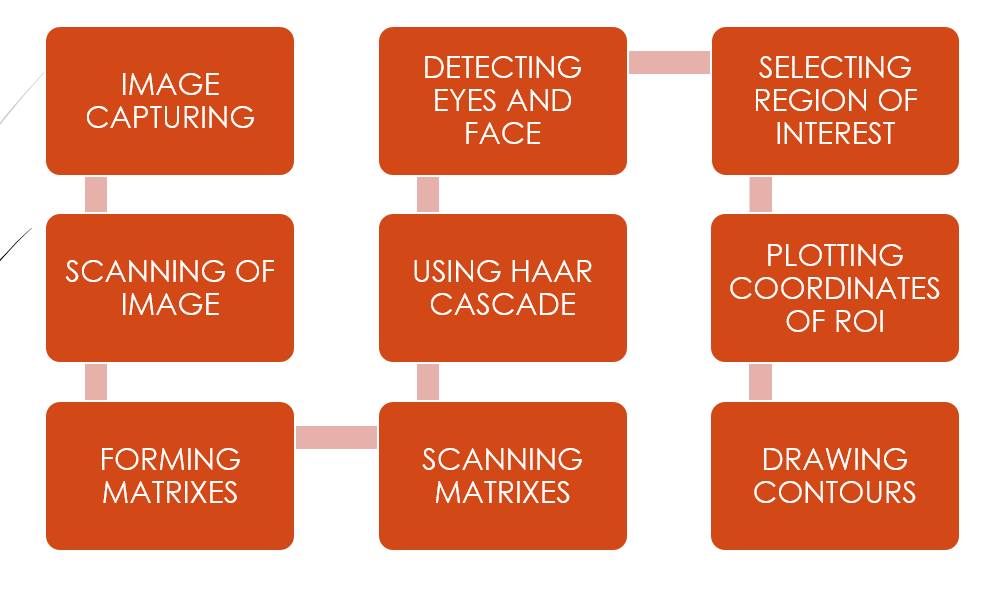 IMAGE
CAPTURING
SCANNING OF
IMAGE
FORMING
MATRIXES
SCANNING
MATRIXES
USING HAAR
CASCADE
DETECTING
EYES AND
FACE
SELECTING
REGION OF
INTEREST
PLOTTING
COORDINATES
OF ROI
DRAWING
CONTOURS